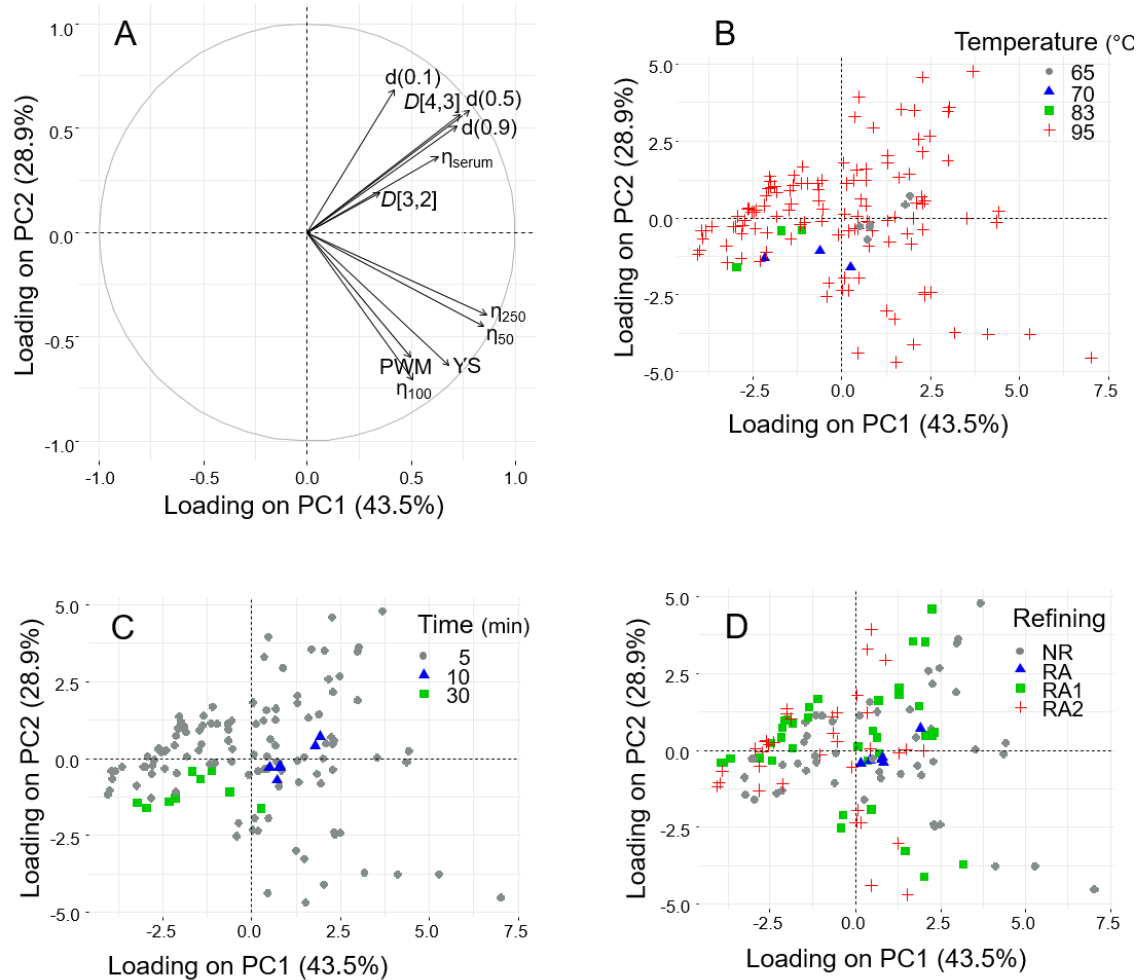 A
1.0
0.5
0.0
-0.5
-1.0
Loading on PC2 (28.9%)
d(0.1)
D[4,3]
d(0.5)
d(0.9)
ηserum
D[3,2]
η250
η50
PWM
YS
η100
-1.0
-0.5
0.0
0.5
1.0
Loading on PC1 (43.5%)
B
Temperature (°C
65
70
83
95
5.0
2.5
0.0
-2.5
-5.0
Loading on PC2 (28.9%)
-2.5
0.0
2.5
5.0
7.5
Loading on PC1 (43.5%)
C
Time (min)
5
10
30
5.0
2.5
0.0
-2.5
-5.0
Loading on PC2 (28.9%)
-2.5
0.0
2.5
5.0
7.5
Loading on PC1 (43.5%)
D
Refining
NR
RA
RA1
RA2
5.0
2.5
0.0
-2.5
-5.0
Loading on PC2 (28.9%)
-2.5
0.0
2.5
5.0
7.5
Loading on PC1 (43.5%)